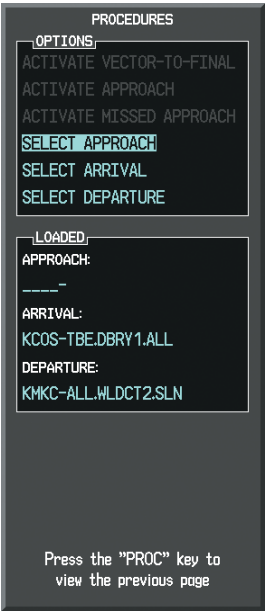 PROCEDURES
OPTIONS
ACTIVATE VECTOR-TO-FINAL
ACTIVATE APPROACH
ACTIVATE MISSED APPROACH
SELECT APPROACH
SELECT ARRIVAL
SELECT DEPARTURE
LOADED
APPROACH:
____-
ARRIVAL:
KCOS-TBE.DBRY1.ALL
DEPARTURE:
KMKC-ALL.WLDCT2.SLN
Press the "PROC" key to
view the previous page